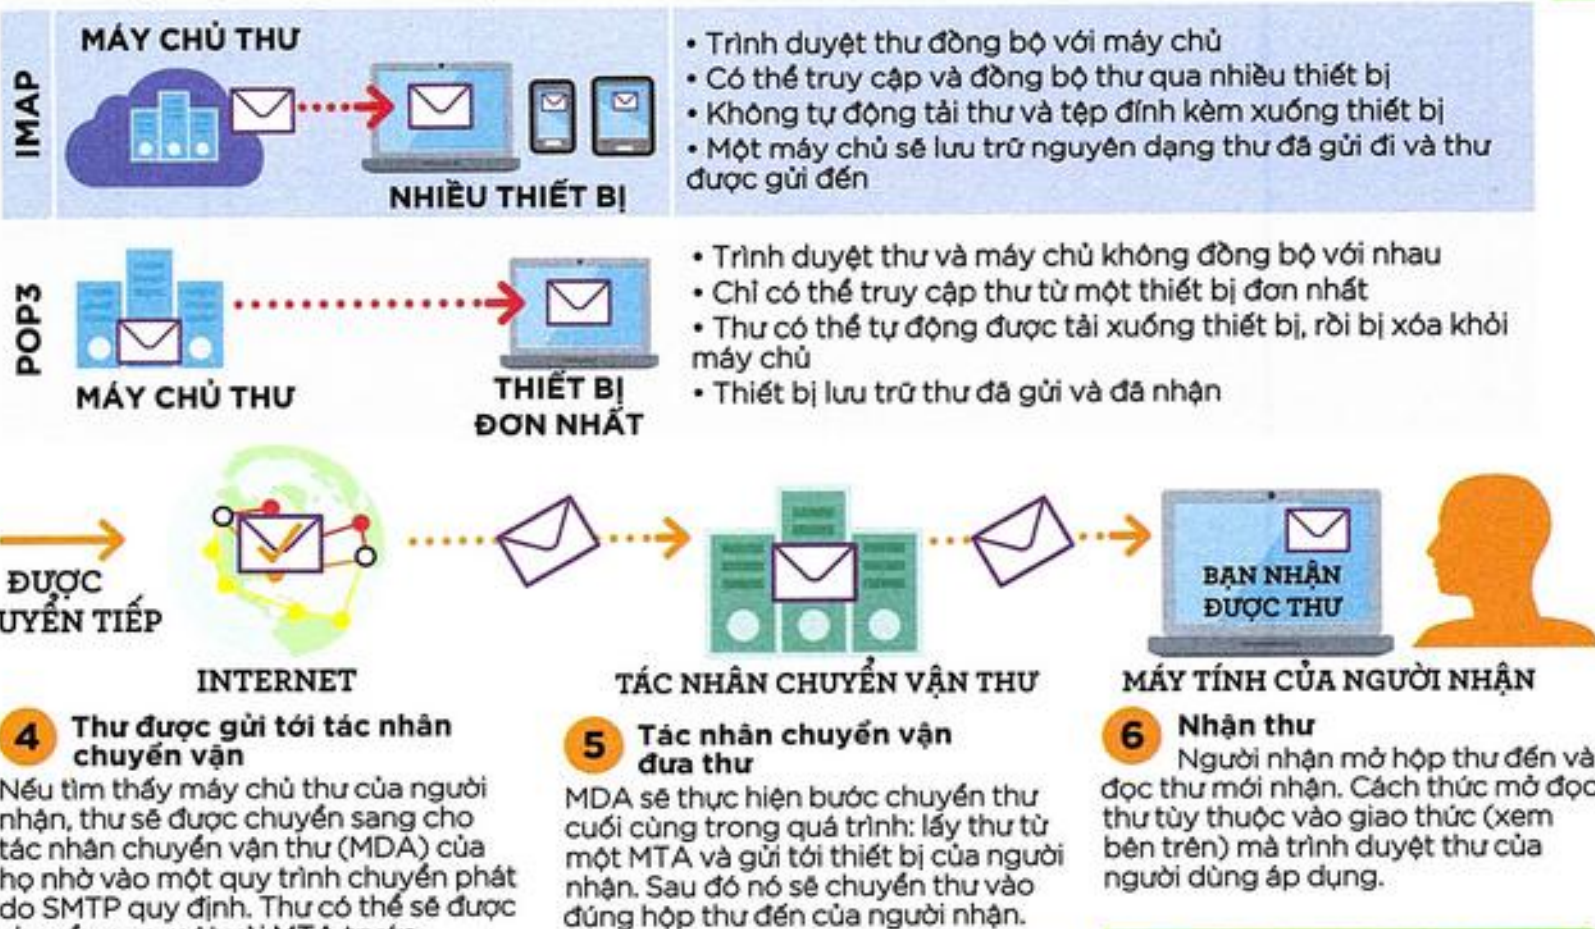 IMAP
MÁY CHỦ THƯ
NHIỀU THIẾT BỊ
• Trình duyệt thư đồng bộ với máy chủ
• Có thể truy cập và đồng bộ thư qua nhiều thiết bị
• Không tự động tải thư và tệp đính kèm xuống thiết bị
• Một máy chủ sẽ lưu trữ nguyên dạng thư đã gửi đi và thư
được gửi đến
POP3
MÁY CHỦ THƯ
THIẾT BỊ
ĐƠN NHẤT
• Trình duyệt thư và máy chủ không đồng bộ với nhau
• Chỉ có thể truy cập thư từ một thiết bị đơn nhất
• Thư có thể tự động được tải xuống thiết bị, rồi bị xóa khỏi
máy chủ
• Thiết bị lưu trữ thư đã gửi và đã nhận
ĐƯỢC
UYỂN TIẾP
INTERNET
TÁC NHÂN CHUYỂN VẬN THƯ
BẠN NHẬN
ĐƯỢC THƯ
MÁY TÍNH CỦA NGƯỜI NHẬN
4 Thư được gửi tới tác nhân
chuyển vận
Nếu tìm thấy máy chủ thư của người
nhận, thư sẽ được chuyển sang cho
tác nhân chuyển vận thư (MDA) của
họ nhờ vào một quy trình chuyển phát
do SMTP quy định. Thư có thể sẽ được
5 Tác nhân chuyển vận
đưa thư
MDA sẽ thực hiện bước chuyển thư
cuối cùng trong quá trình: lấy thư từ
một MTA và gửi tới thiết bị của người
nhận. Sau đó nó sẽ chuyển thư vào
đúng hộp thư đến của người nhận.
6 Nhận thư
Người nhận mở hộp thư đến và
đọc thư mới nhận. Cách thức mở đọc
thư tùy thuộc vào giao thức (xem
bên trên) mà trình duyệt thư của
người dùng áp dụng.